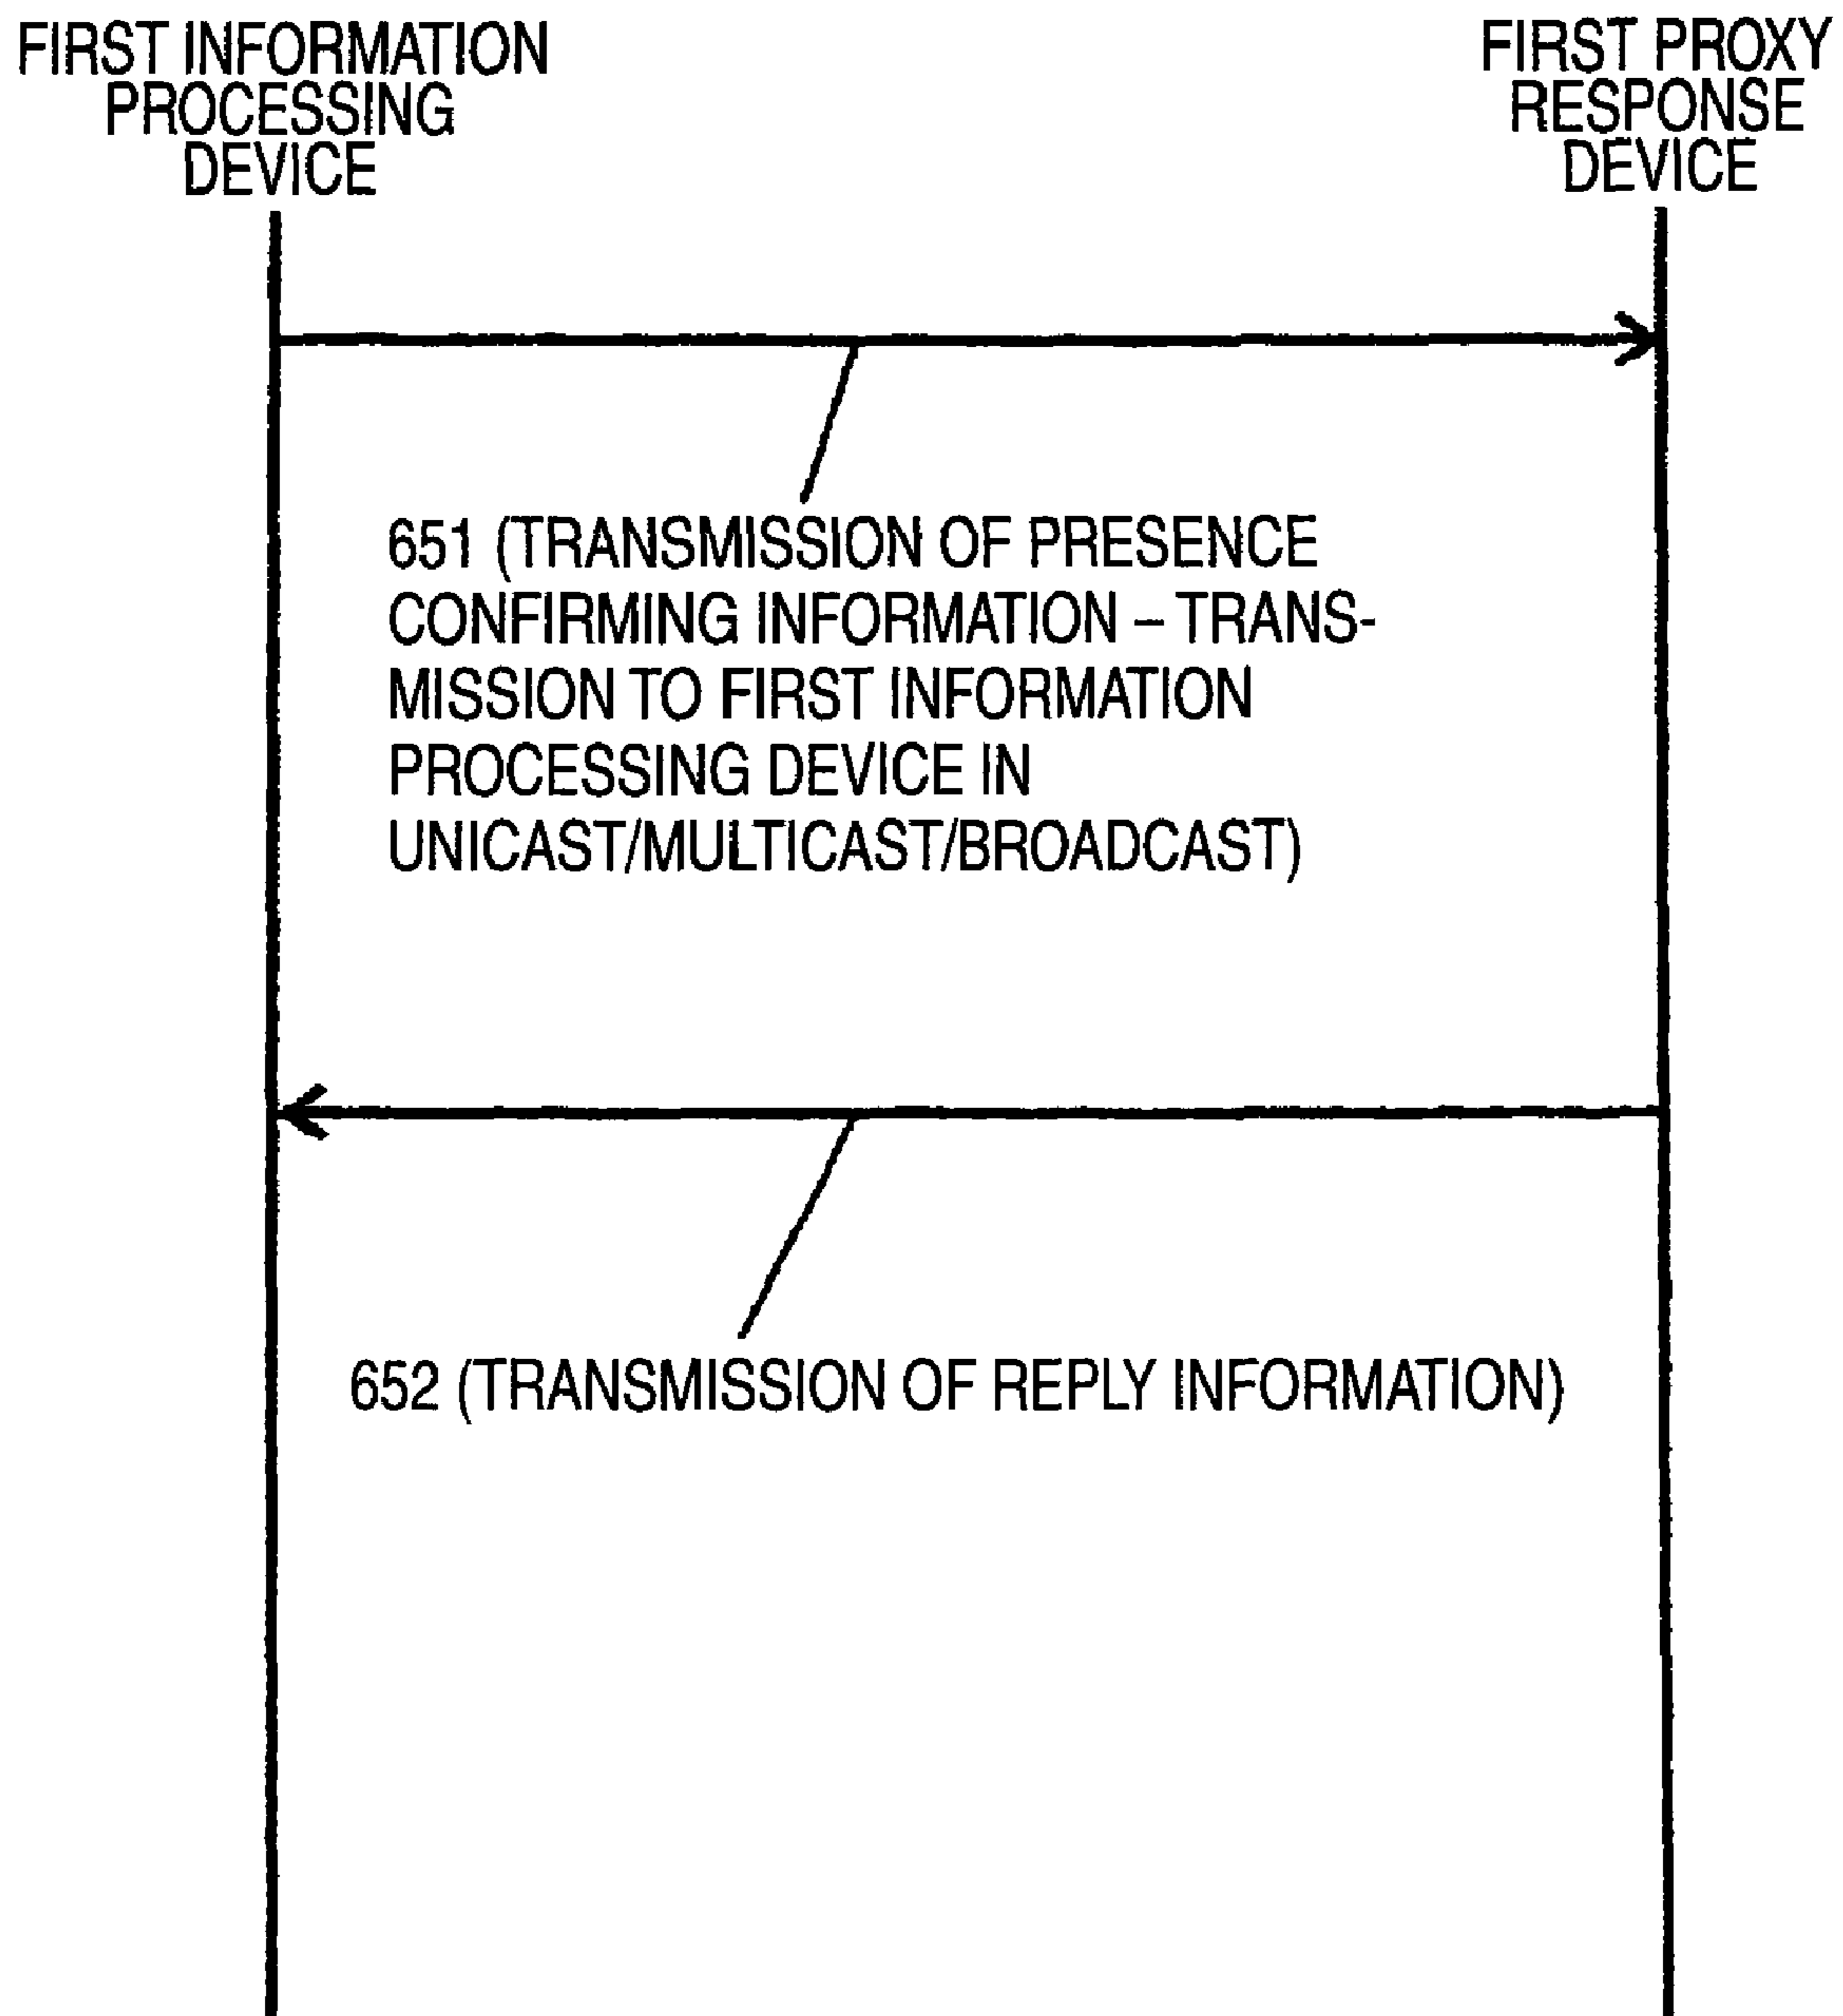 FIRST INFORMATION
PROCESSING
DEVICE
FIRST PROXY
RESPONSE
DEVICE
651 (TRANSMISSION OF PRESENCE
CONFIRMING INFORMATION – TRANS-
MISSION TO FIRST INFORMATION
PROCESSING DEVICE IN
UNICAST/MULTICAST/BROADCAST)
652 (TRANSMISSION OF REPLY INFORMATION)